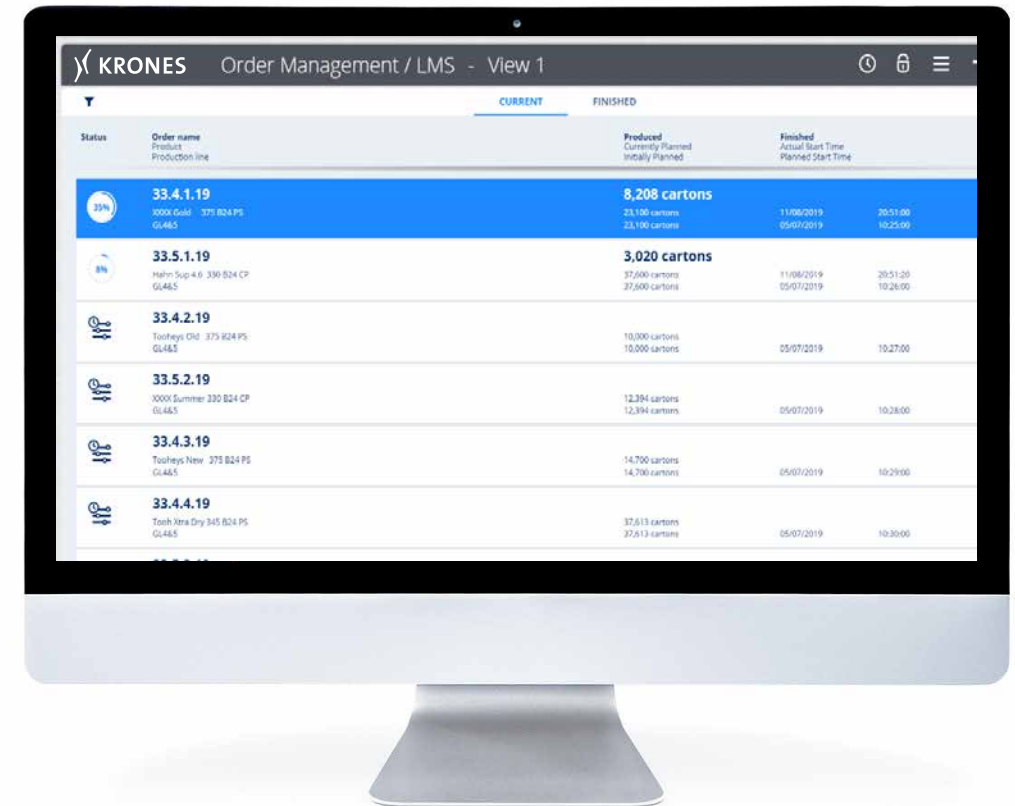 KRONES Order Management / LMS - View 1
CURRENT FINISHED
Status Order name Produced Finished
Product Currently Planned Actual Start Time
Production line Initially Planned Planned Start Time
35% 33.4.1.19 8,208 cartons
XXXX Gold 375 B24 PS 23,100 cartons 11/08/2019 20:51:00
GL4&5 23,100 cartons 05/07/2019 10:25:00
8% 33.5.1.19 3,020 cartons
Hahn Sup 4.6 330 B24 CP 37,600 cartons 11/08/2019 20:51:20
GL4&5 37,600 cartons 05/07/2019 10:26:00
33.4.2.19
Tooheys Old 375 B24 PS 10,000 cartons
GL4&5 10,000 cartons 05/07/2019 10:27:00
33.5.2.19
XXXX Summer 330 B24 CP 12,394 cartons
GL4&5 12,394 cartons 05/07/2019 10:28:00
33.4.3.19
Tooheys New 375 B24 PS 14,700 cartons
GL4&5 14,700 cartons 05/07/2019 10:29:00
33.4.4.19
Tooh Xtra Dry 345 B24 PS 37,613 cartons
GL4&5 37,613 cartons 05/07/2019 10:30:00